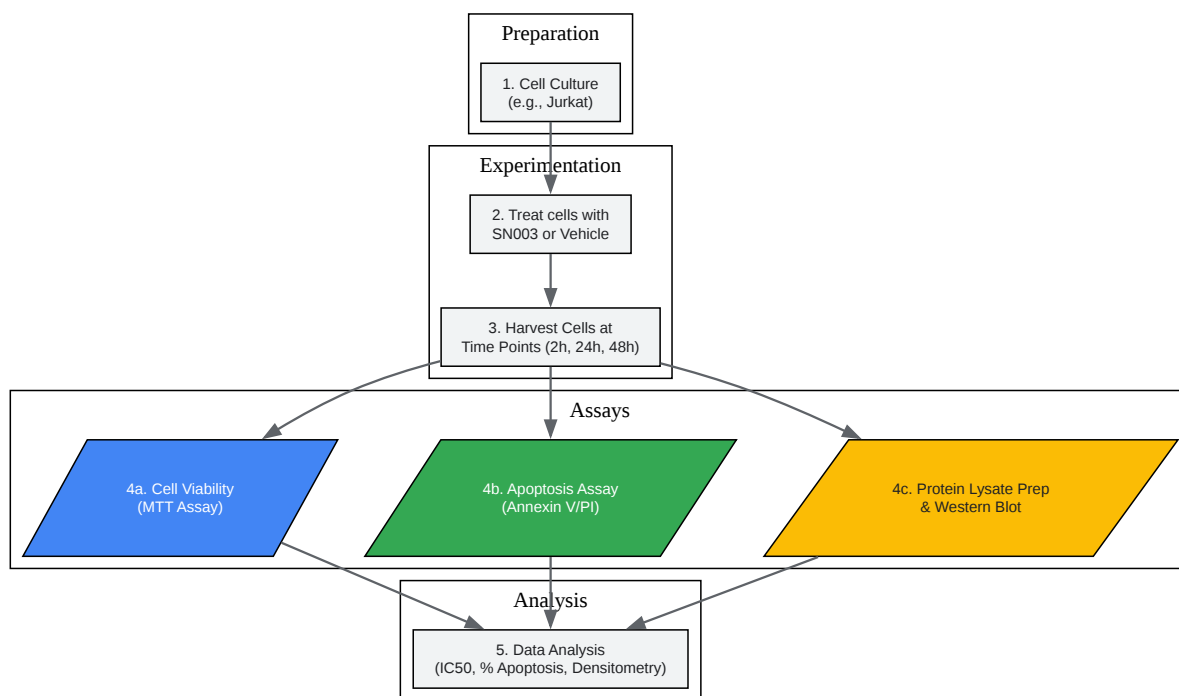 Preparation
1. Cell Culture
(e.g., Jurkat)
Experimentation
2. Treat cells with
SN003 or Vehicle
3. Harvest Cells at
Time Points (2h, 24h, 48h)
Assays
4a. Cell Viability
(MTT Assay)
4b. Apoptosis Assay
(Annexin V/PI)
4c. Protein Lysate Prep
& Western Blot
Analysis
5. Data Analysis
(IC50, % Apoptosis, Densitometry)